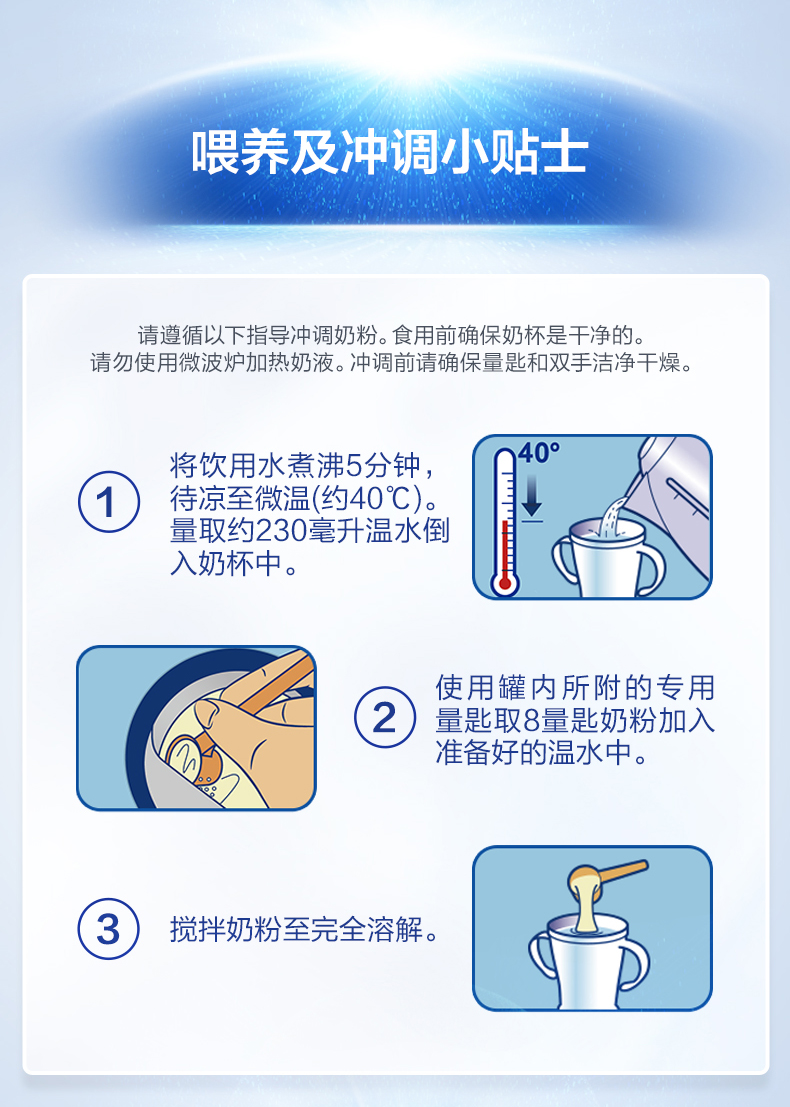 喂养及冲调小贴士
请遵循以下指导冲调奶粉。食用前确保奶杯是干净的。
请勿使用微波炉加热奶液。冲调前请确保量匙和双手洁净干燥。
1
将饮用水煮沸5分钟，
待凉至微温(约40℃)。
量取约230毫升温水倒
入奶杯中。
40°
2
使用罐内所附的专用
量匙取8量匙奶粉加入
准备好的温水中。
3
搅拌奶粉至完全溶解。